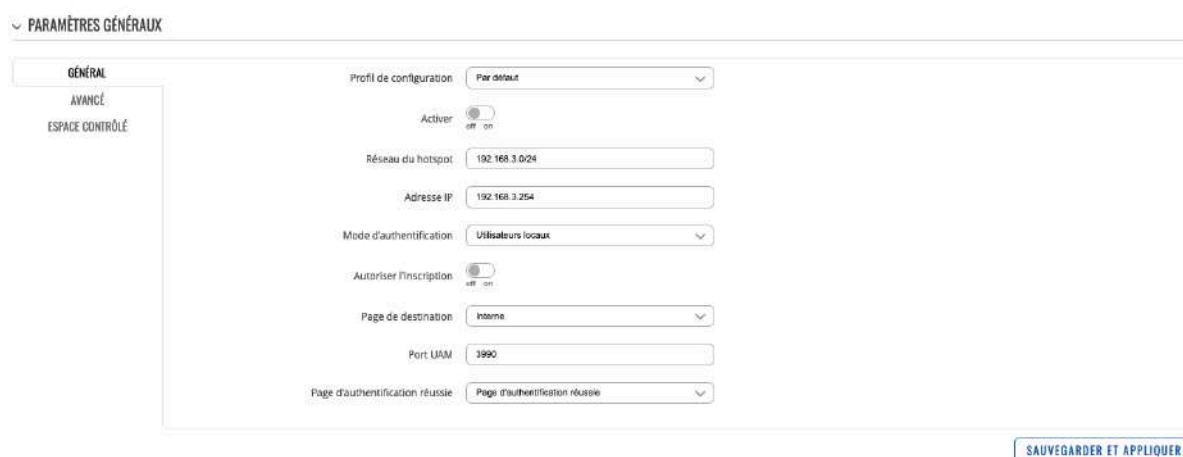 PARAMÈTRES GÉNÉRAUX
GÉNÉRAL
AVANCÉ
ESPACE CONTRÔLÉ
Profil de configuration Par défaut
Activer
off on
Réseau du hotspot 192.168.3.0/24
Adresse IP 192.168.3.254
Mode d'authentification Utilisateurs locaux
Autoriser l'inscription
off on
Page de destination Interne
Port UAM 3990
Page d'authentification réussie Page d'authentification réussie
SAUVEGARDER ET APPLIQUER